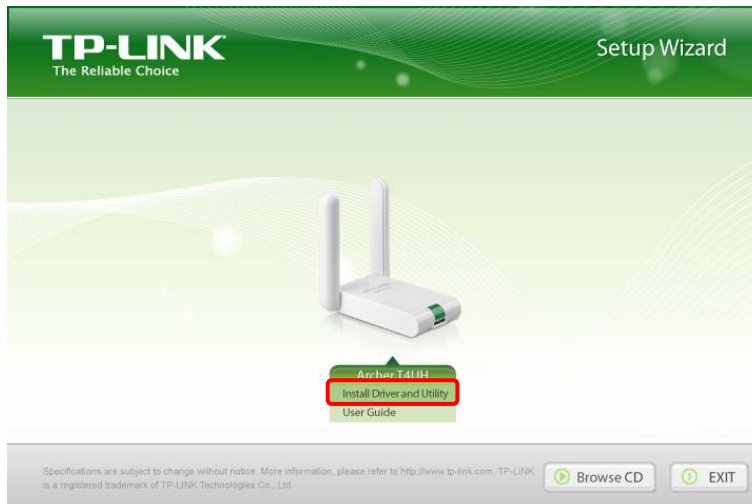 TP-LINK
The Reliable Choice
Setup Wizard
Archer T4UH
Install Driver and Utility
User Guide
Specifications are subject to change without notice. More information, please refer to http://www.tp-link.com. TP-LINK
is a registered trademark of TP-LINK Technologies Co., Ltd.
Browse CD
EXIT